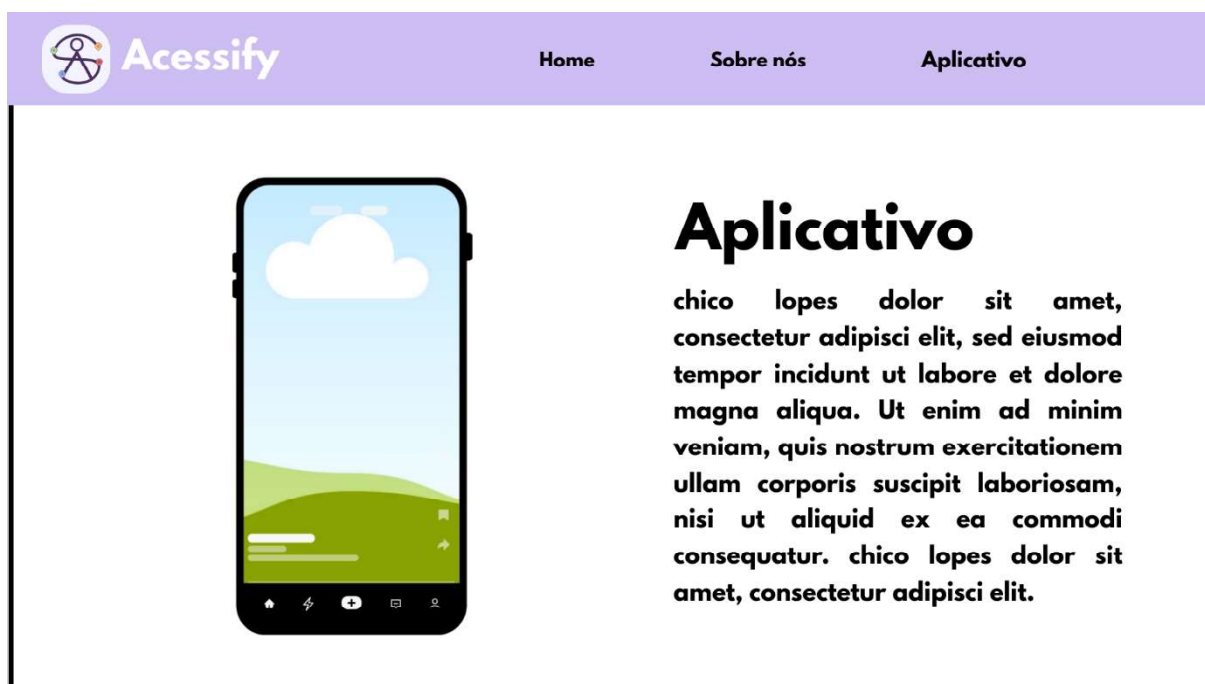 Acessify
Home
Sobre nós
Aplicativo
Aplicativo
chico lopes dolor sit amet,
consectetur adipisci elit, sed eiusmod
tempor incidunt ut labore et dolore
magna aliqua. Ut enim ad minim
veniam, quis nostrum exercitationem
ullam corporis suscipit laboriosam,
nisi ut aliquid ex ea commodi
consequatur. chico lopes dolor sit
amet, consectetur adipisci elit.